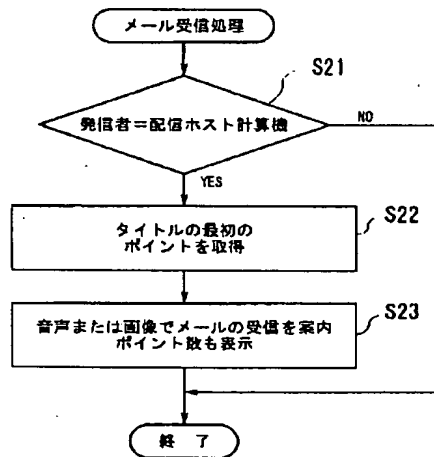 メール受信処理
S21
発信者＝配信ホスト計算機
NO
YES
タイトルの最初の
ポイントを取得
S22
音声または画像でメールの受信を案内
ポイント数も表示
S23
終 了